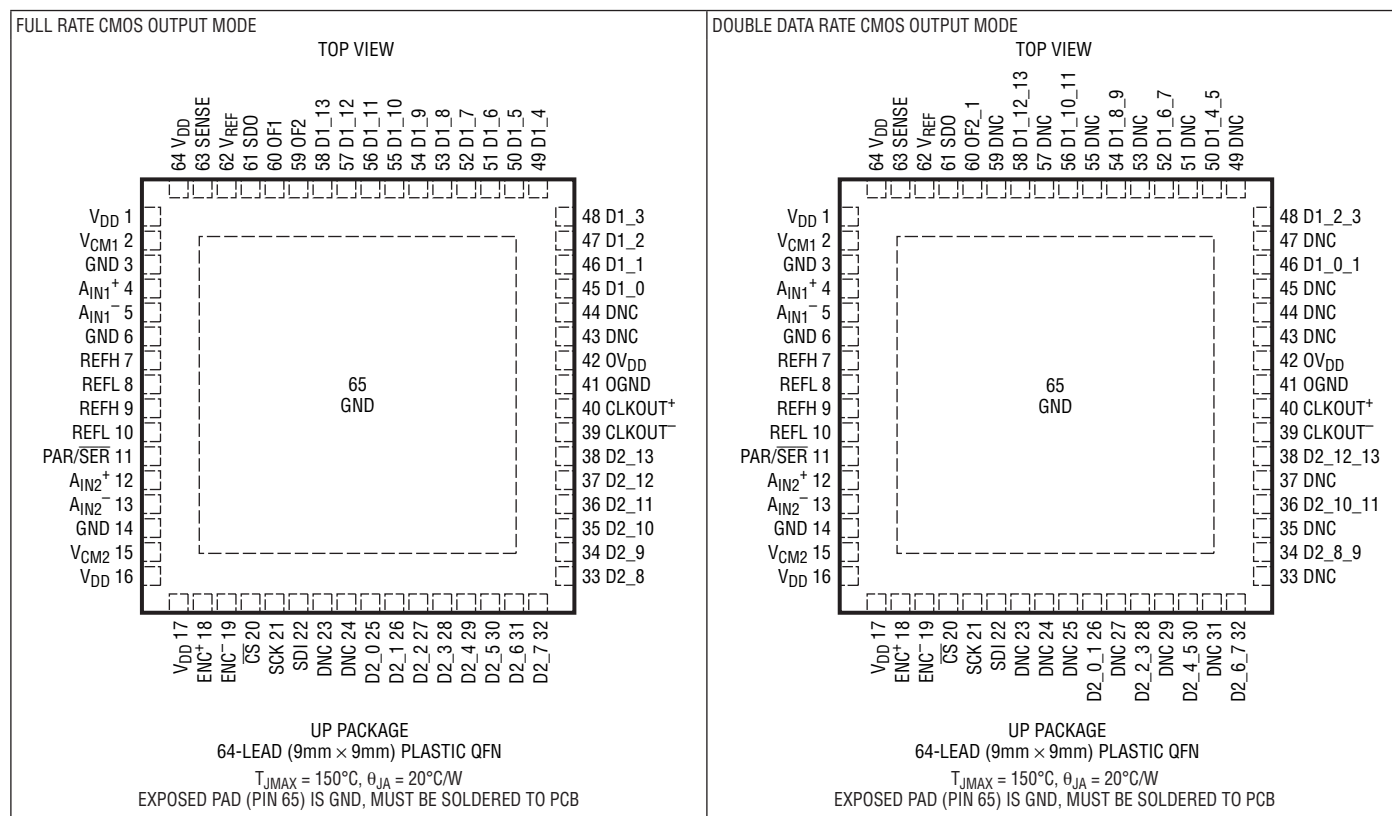 FULL RATE CMOS OUTPUT MODE
TOP VIEW
64 VDD
63 SENSE
62 VREF
61 SDO
60 OF1
59 OF2
58 D1_13
57 D1_12
56 D1_11
55 D1_10
54 D1_9
53 D1_8
52 D1_7
51 D1_6
50 D1_5
49 D1_4
VDD 1
VCM1 2
GND 3
AIN1+ 4
AIN1– 5
GND 6
REFH 7
REFL 8
REFH 9
REFL 10
PAR/SER 11
AIN2+ 12
AIN2– 13
GND 14
VCM2 15
VDD 16
65
GND
48 D1_3
47 D1_2
46 D1_1
45 D1_0
44 DNC
43 DNC
42 OVDD
41 OGND
40 CLKOUT+
39 CLKOUT–
38 D2_13
37 D2_12
36 D2_11
35 D2_10
34 D2_9
33 D2_8
VDD 17
ENC+ 18
ENC– 19
CS 20
SCK 21
SDI 22
DNC 23
DNC 24
D2_0 25
D2_1 26
D2_2 27
D2_3 28
D2_4 29
D2_5 30
D2_6 31
D2_7 32
UP PACKAGE
64-LEAD (9mm × 9mm) PLASTIC QFN
TJMAX = 150°C, θJA = 20°C/W
EXPOSED PAD (PIN 65) IS GND, MUST BE SOLDERED TO PCB
DOUBLE DATA RATE CMOS OUTPUT MODE
TOP VIEW
64 VDD
63 SENSE
62 VREF
61 SDO
60 OF2_1
59 DNC
58 D1_12_13
57 DNC
56 D1_10_11
55 DNC
54 D1_8_9
53 DNC
52 D1_6_7
51 DNC
50 D1_4_5
49 DNC
VDD 1
VCM1 2
GND 3
AIN1+ 4
AIN1– 5
GND 6
REFH 7
REFL 8
REFH 9
REFL 10
PAR/SER 11
AIN2+ 12
AIN2– 13
GND 14
VCM2 15
VDD 16
65
GND
48 D1_2_3
47 DNC
46 D1_0_1
45 DNC
44 DNC
43 DNC
42 OVDD
41 OGND
40 CLKOUT+
39 CLKOUT–
38 D2_12_13
37 DNC
36 D2_10_11
35 DNC
34 D2_8_9
33 DNC
VDD 17
ENC+ 18
ENC– 19
CS 20
SCK 21
SDI 22
DNC 23
DNC 24
DNC 25
D2_0_1 26
DNC 27
D2_2_3 28
DNC 29
D2_4_5 30
DNC 31
D2_6_7 32
UP PACKAGE
64-LEAD (9mm × 9mm) PLASTIC QFN
TJMAX = 150°C, θJA = 20°C/W
EXPOSED PAD (PIN 65) IS GND, MUST BE SOLDERED TO PCB